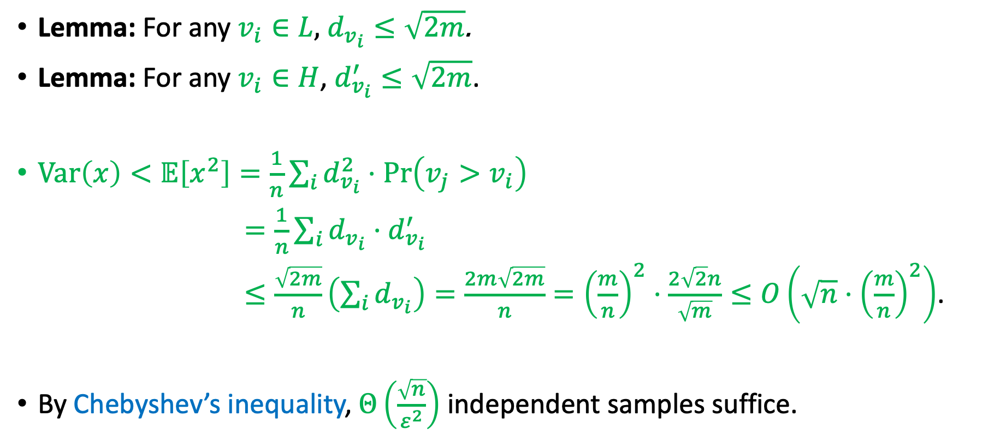 • Lemma: For any $v_i \in L$, $d_{v_i} \leq \sqrt{2m}$.
• Lemma: For any $v_i \in H$, $d'_{v_i} \leq \sqrt{2m}$.
• $\mathrm{Var}(x) < \mathbb{E}[x^2] = \frac{1}{n}\sum_i d_{v_i}^2 \cdot \Pr(v_j > v_i)$
$= \frac{1}{n}\sum_i d_{v_i} \cdot d'_{v_i}$
$\leq \frac{\sqrt{2m}}{n}\left(\sum_i d_{v_i}\right) = \frac{2m\sqrt{2m}}{n} = \left(\frac{m}{n}\right)^2 \cdot \frac{2\sqrt{2}n}{\sqrt{m}} \leq O\left(\sqrt{n} \cdot \left(\frac{m}{n}\right)^2\right)$.
• By Chebyshev’s inequality, $\Theta\left(\frac{\sqrt{n}}{\varepsilon^2}\right)$ independent samples suffice.